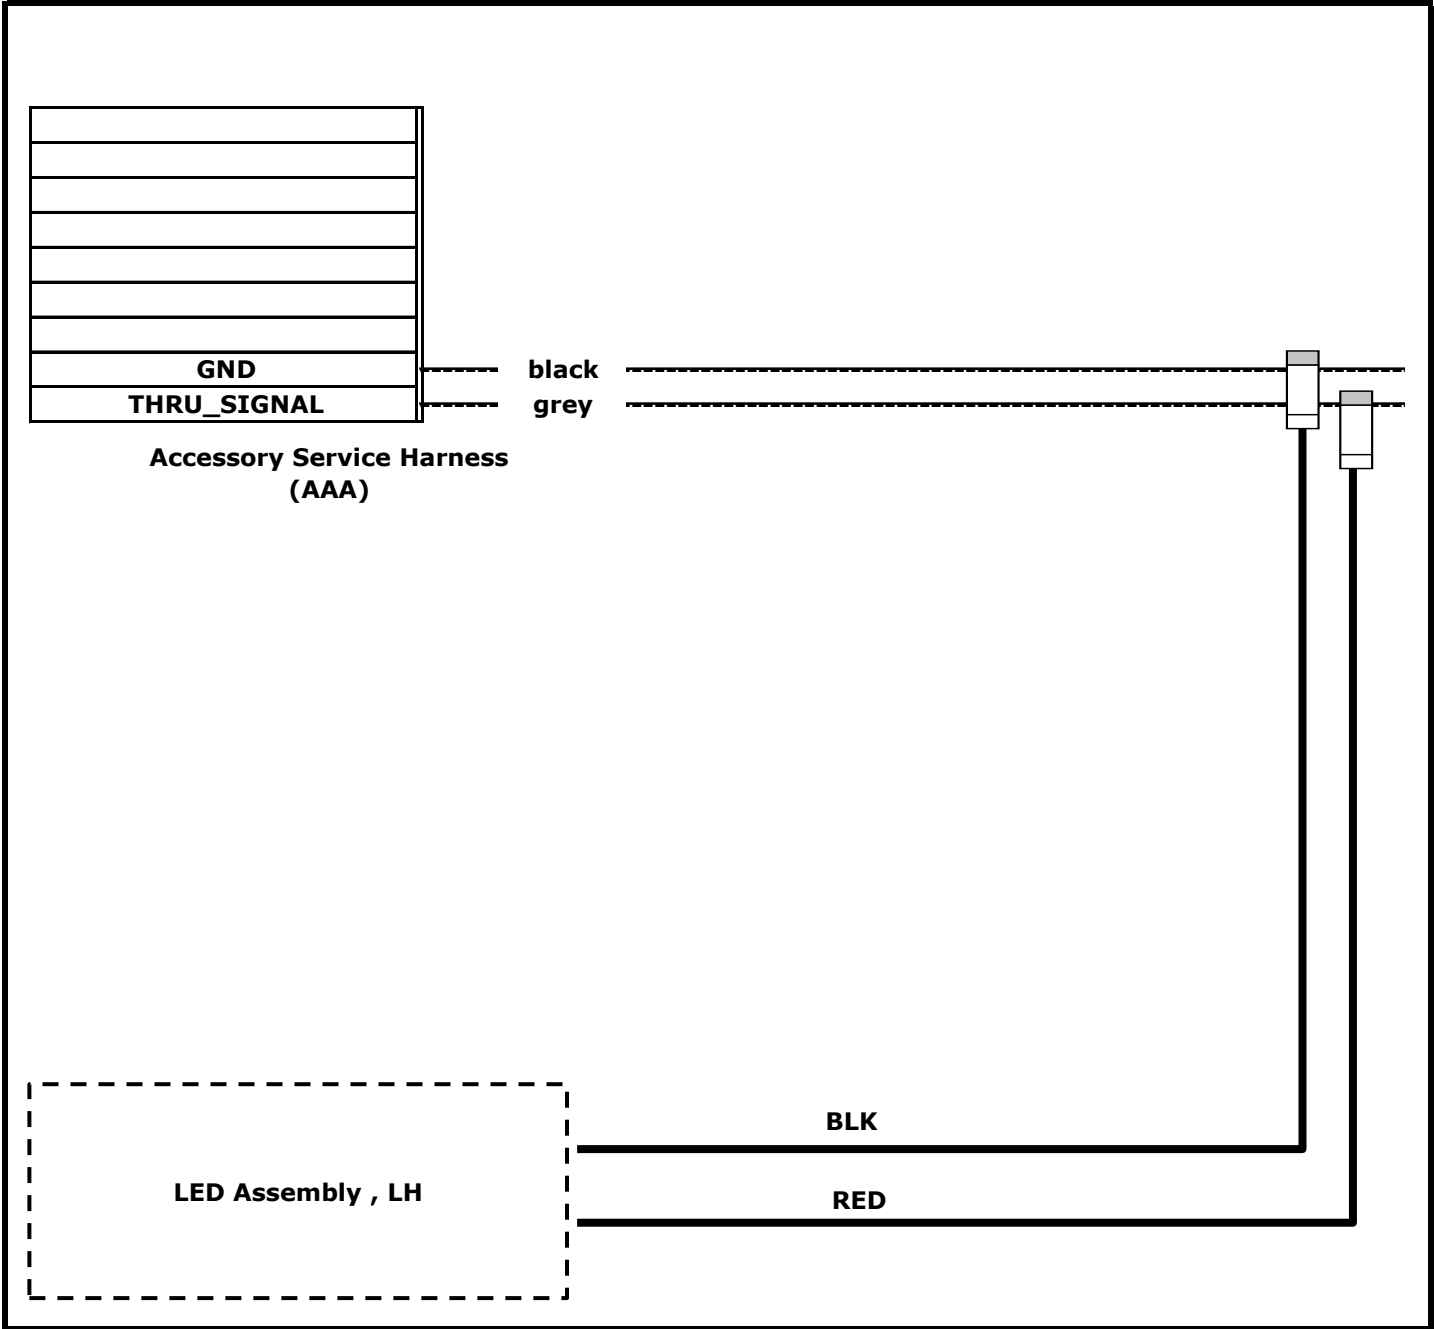 GND black
THRU_SIGNAL grey
Accessory Service Harness
(AAA)
BLK
LED Assembly , LH
RED